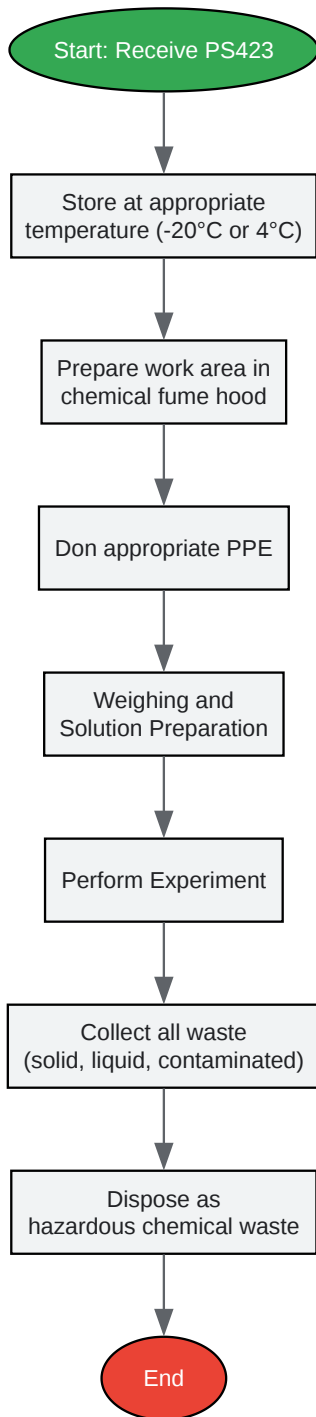 Start: Receive PS423
Store at appropriate
temperature (-20°C or 4°C)
Prepare work area in
chemical fume hood
Don appropriate PPE
Weighing and
Solution Preparation
Perform Experiment
Collect all waste
(solid, liquid, contaminated)
Dispose as
hazardous chemical waste
End